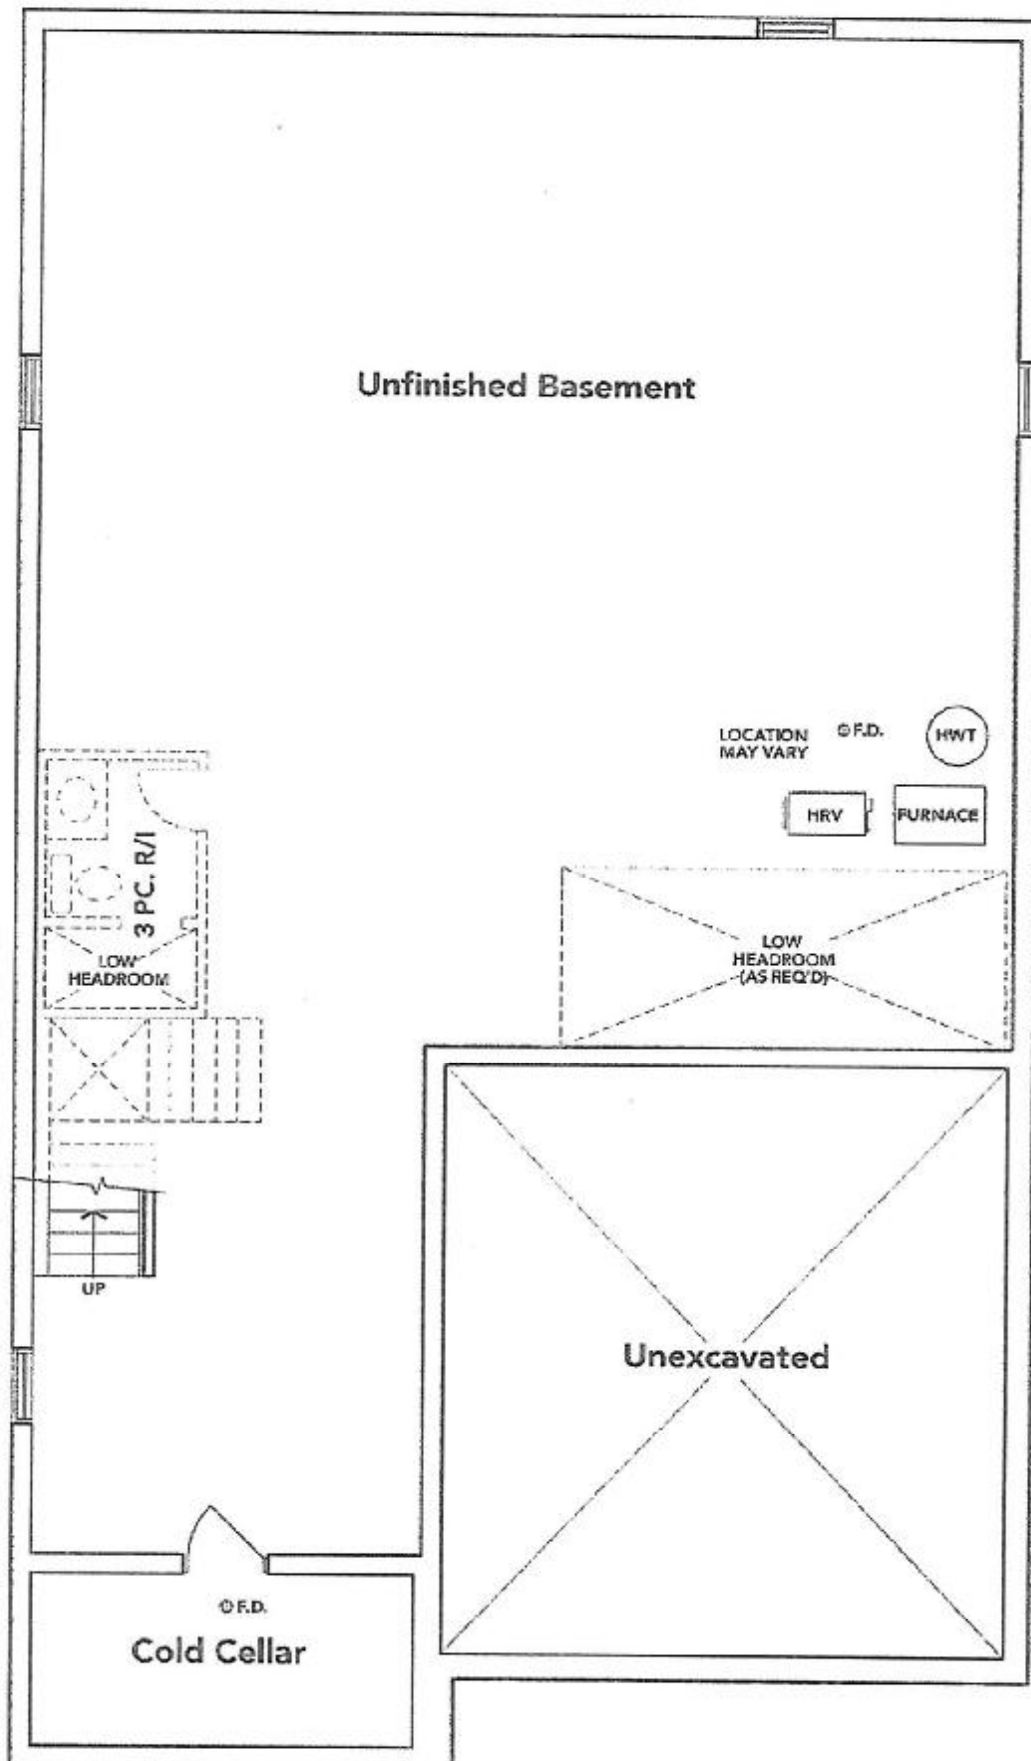 Unfinished Basement
LOCATION
MAY VARY
F.D.
HWT
HRV
FURNACE
3 PC. R/I
LOW
HEADROOM
LOW
HEADROOM
(AS REQ'D)
UP
Unexcavated
F.D.
Cold Cellar